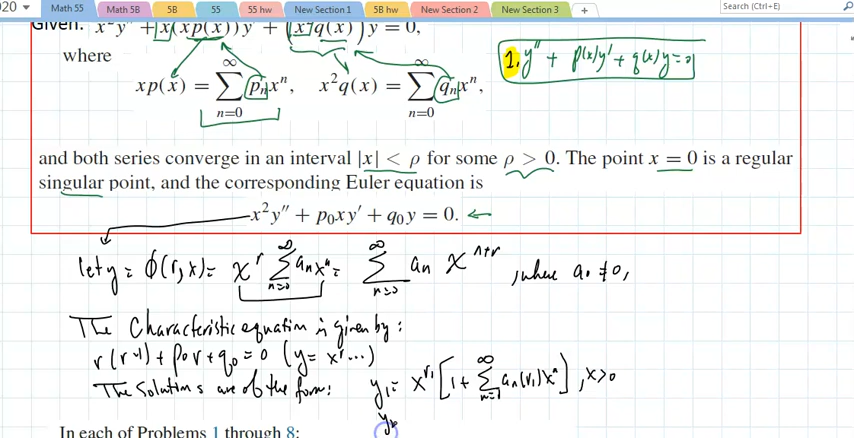 020
Math 55
Math 5B
5B
55
55 hw
New Section 1
5B hw
New Section 2
New Section 3
+
Search (Ctrl+E)
Given: x²y'' + x(xp(x))y' + (x²q(x))y = 0,
where
xp(x) = ∑_{n=0}^{∞} p_n x^n, x²q(x) = ∑_{n=0}^{∞} q_n x^n,
1. y'' + p(x)y' + q(x)y = 0
and both series converge in an interval |x| < ρ for some ρ > 0. The point x = 0 is a regular
singular point, and the corresponding Euler equation is
x²y'' + p₀xy' + q₀y = 0.
let y = ϕ(r,x) = x^r ∑_{n=0}^{∞} a_n x^n = ∑_{n=0}^{∞} a_n x^{n+r} , where a₀ ≠ 0,
The Characteristic equation is given by:
r(r-1) + p₀r + q₀ = 0 (y = x^r ...)
The Solutions are of the form: y₁ = x^{r₁} [1 + ∑_{n=1}^{∞} a_n(r₁)x^n], x>0
In each of Problems 1 through 8: